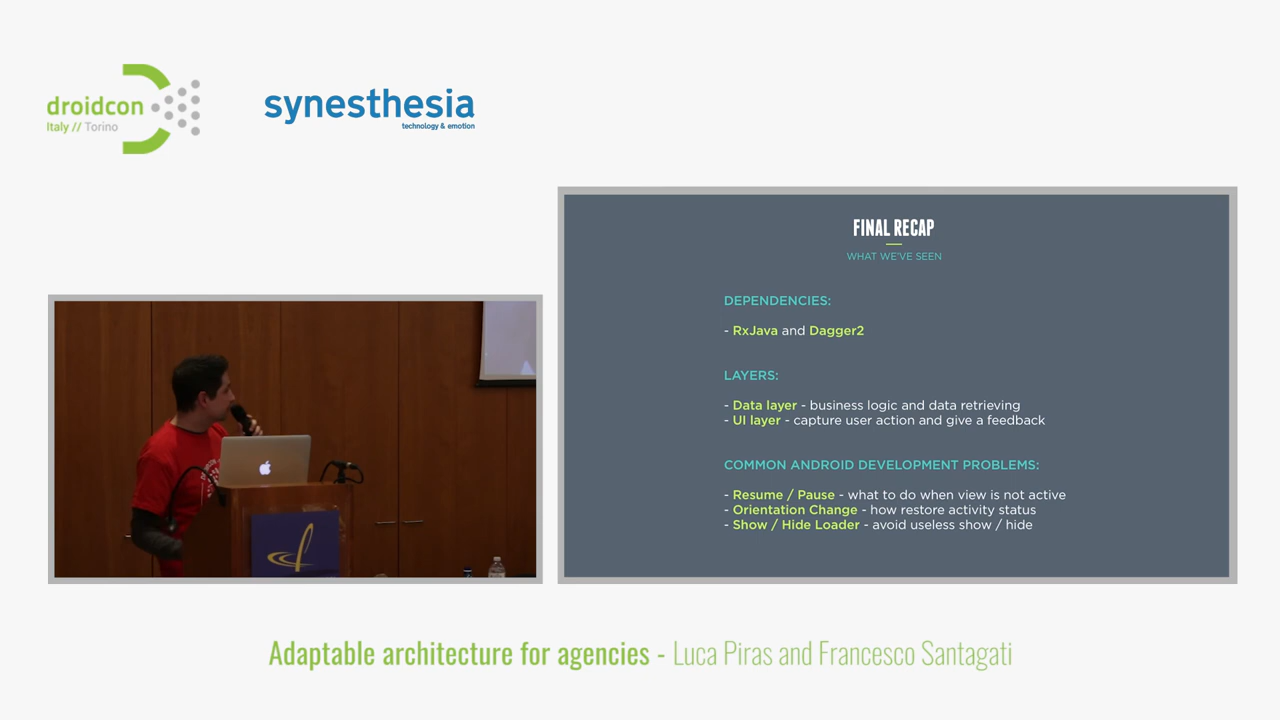 droidcon
Italy // Torino
synesthesia
technology & emotion
FINAL RECAP
WHAT WE'VE SEEN
DEPENDENCIES:
- RxJava and Dagger2
LAYERS:
- Data layer - business logic and data retrieving
- UI layer - capture user action and give a feedback
COMMON ANDROID DEVELOPMENT PROBLEMS:
- Resume / Pause - what to do when view is not active
- Orientation Change - how restore activity status
- Show / Hide Loader - avoid useless show / hide
Adaptable architecture for agencies - Luca Piras and Francesco Santagati